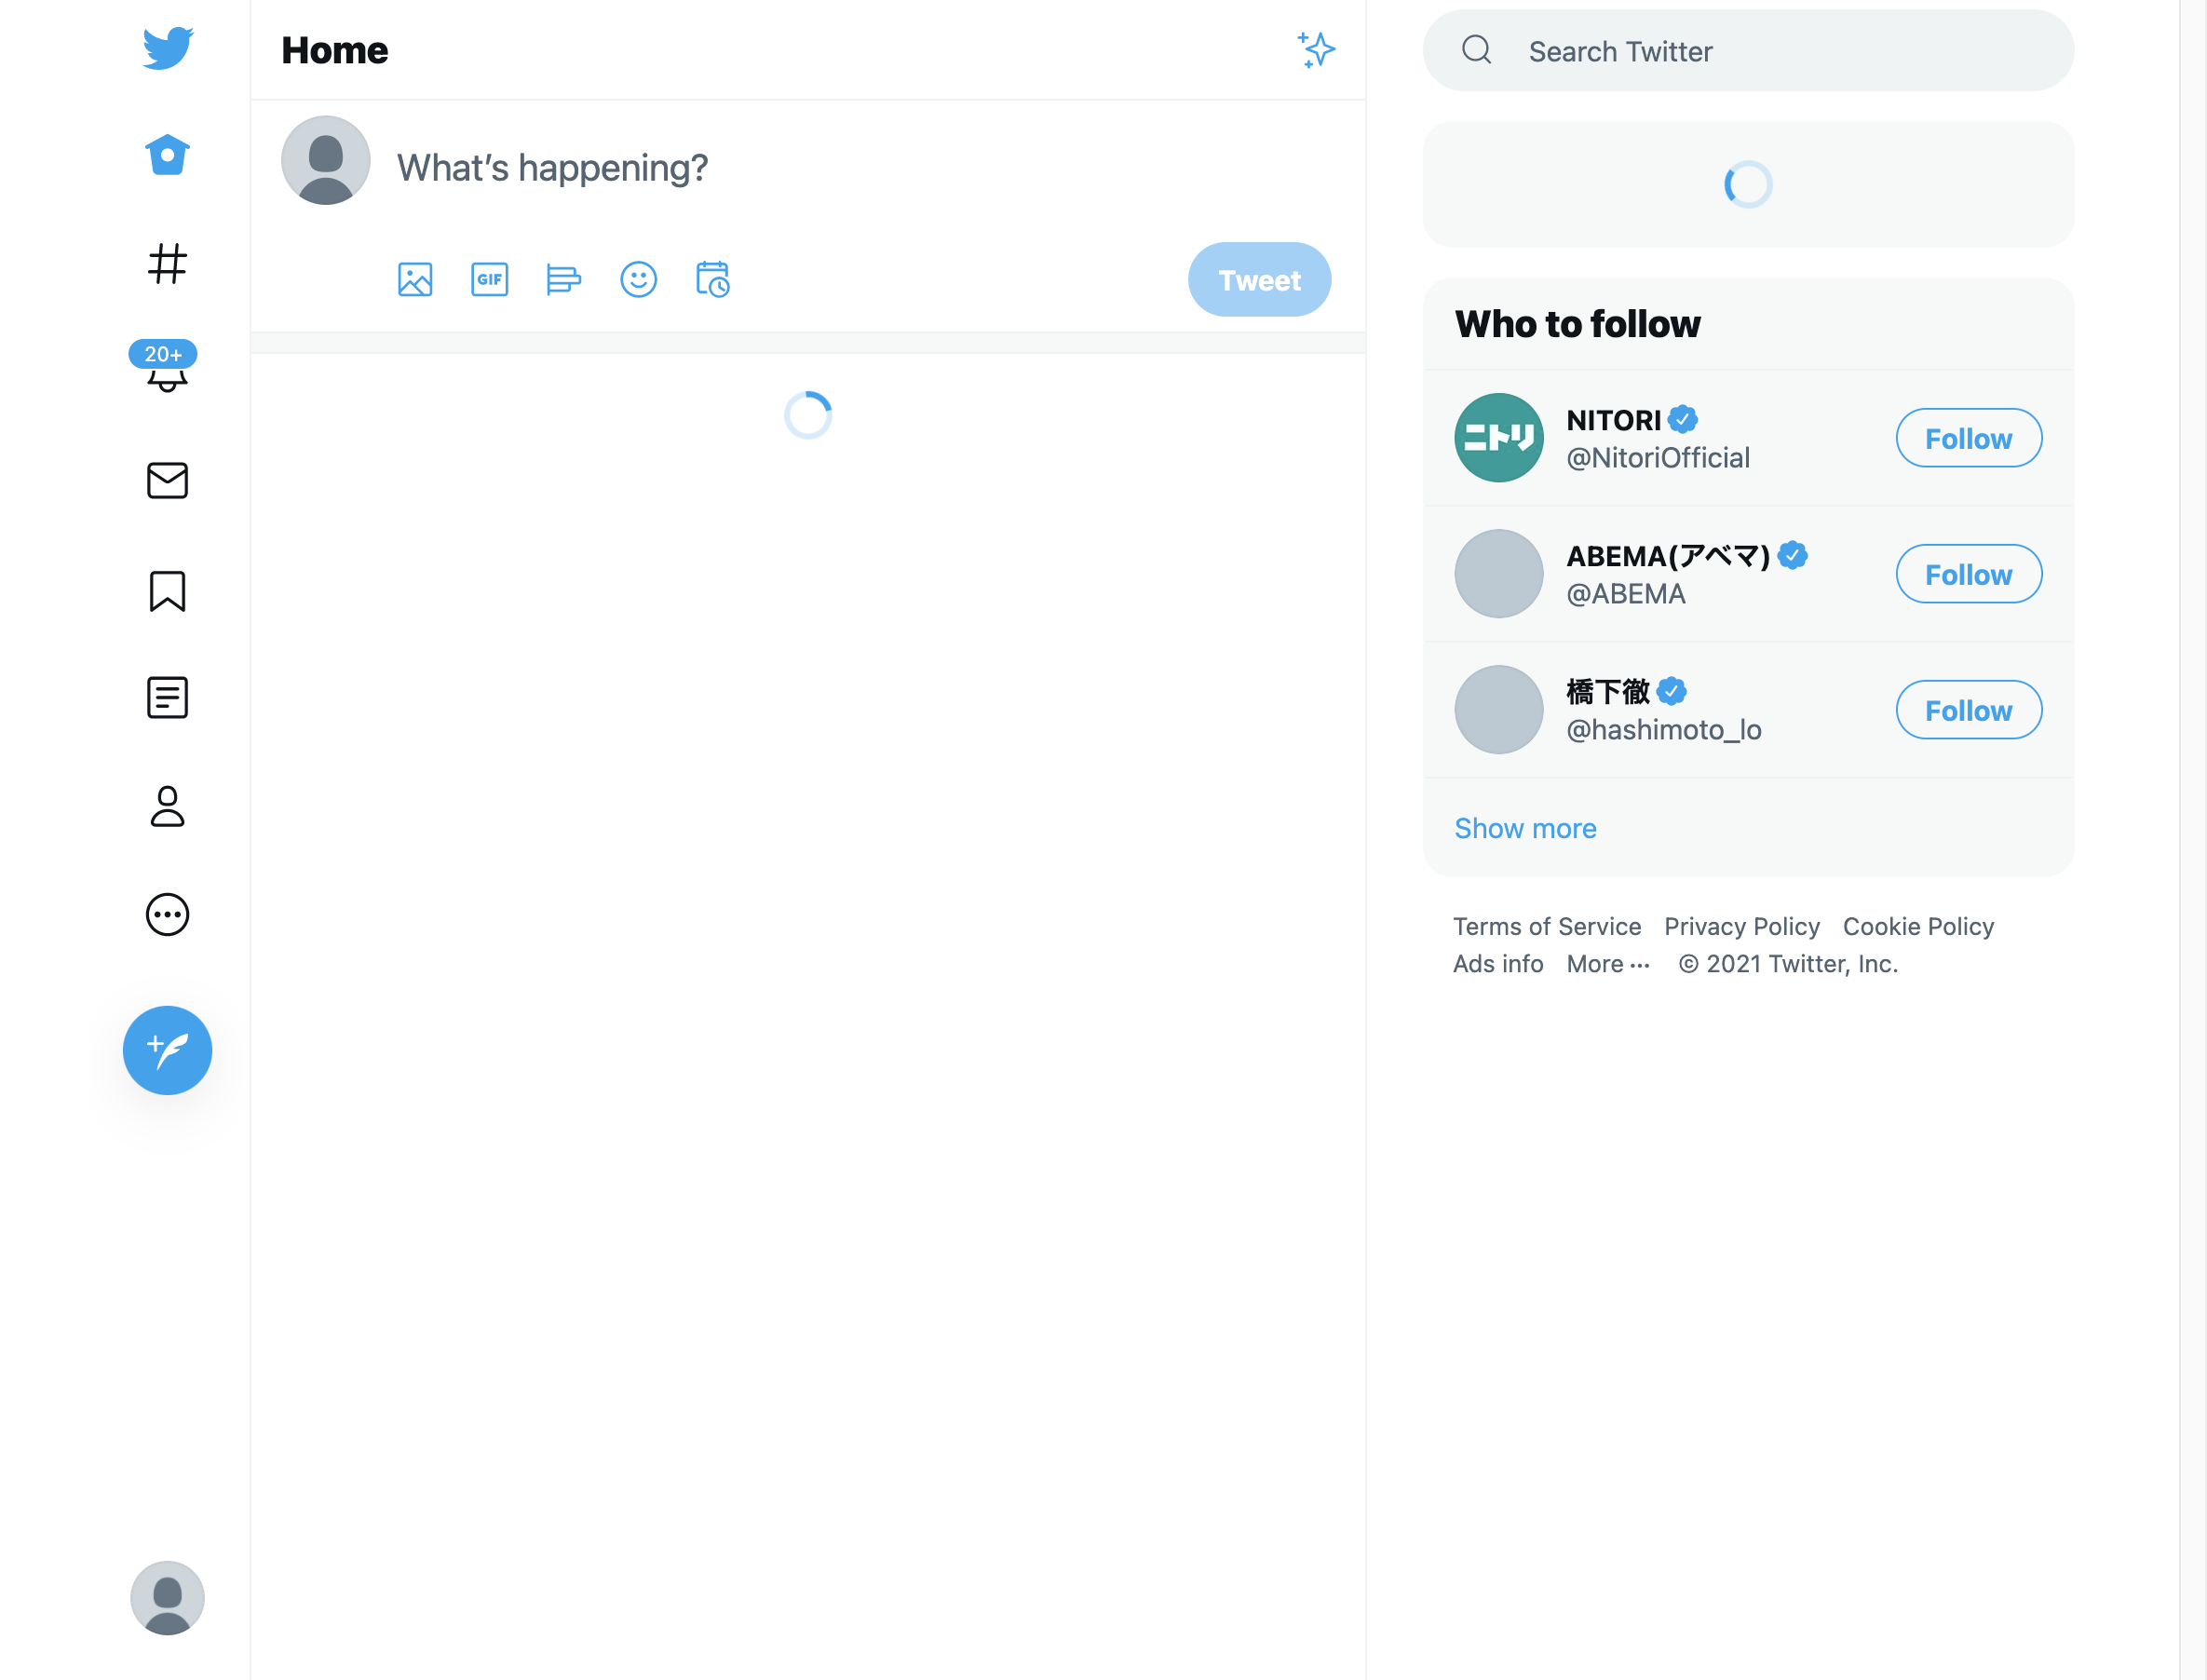 Home
What's happening?
GIF
Tweet
20+
Search Twitter
Who to follow
ニトリ
NITORI
@NitoriOfficial
Follow
ABEMA(アベマ)
@ABEMA
Follow
橋下徹
@hashimoto_lo
Follow
Show more
Terms of Service Privacy Policy Cookie Policy
Ads info More ··· © 2021 Twitter, Inc.